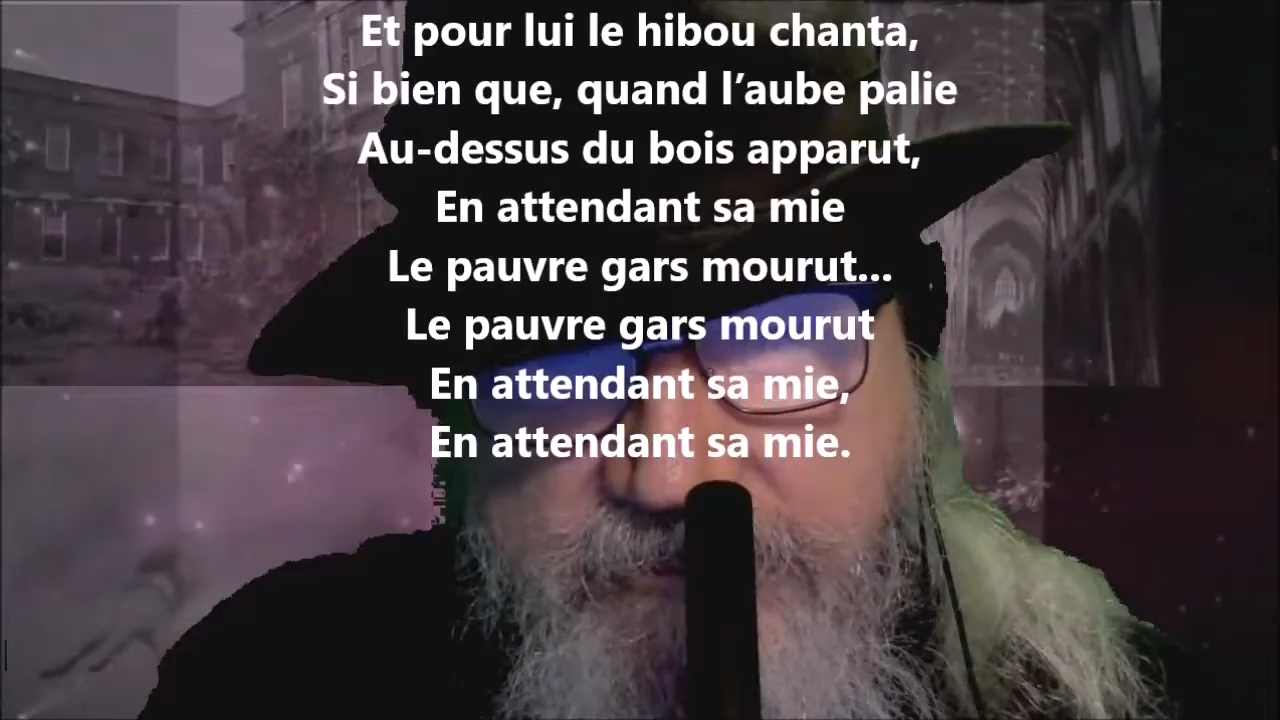 Et pour lui le hibou chanta,
Si bien que, quand l’aube palie
Au-dessus du bois apparut,
En attendant sa mie
Le pauvre gars mourut...
Le pauvre gars mourut
En attendant sa mie,
En attendant sa mie.